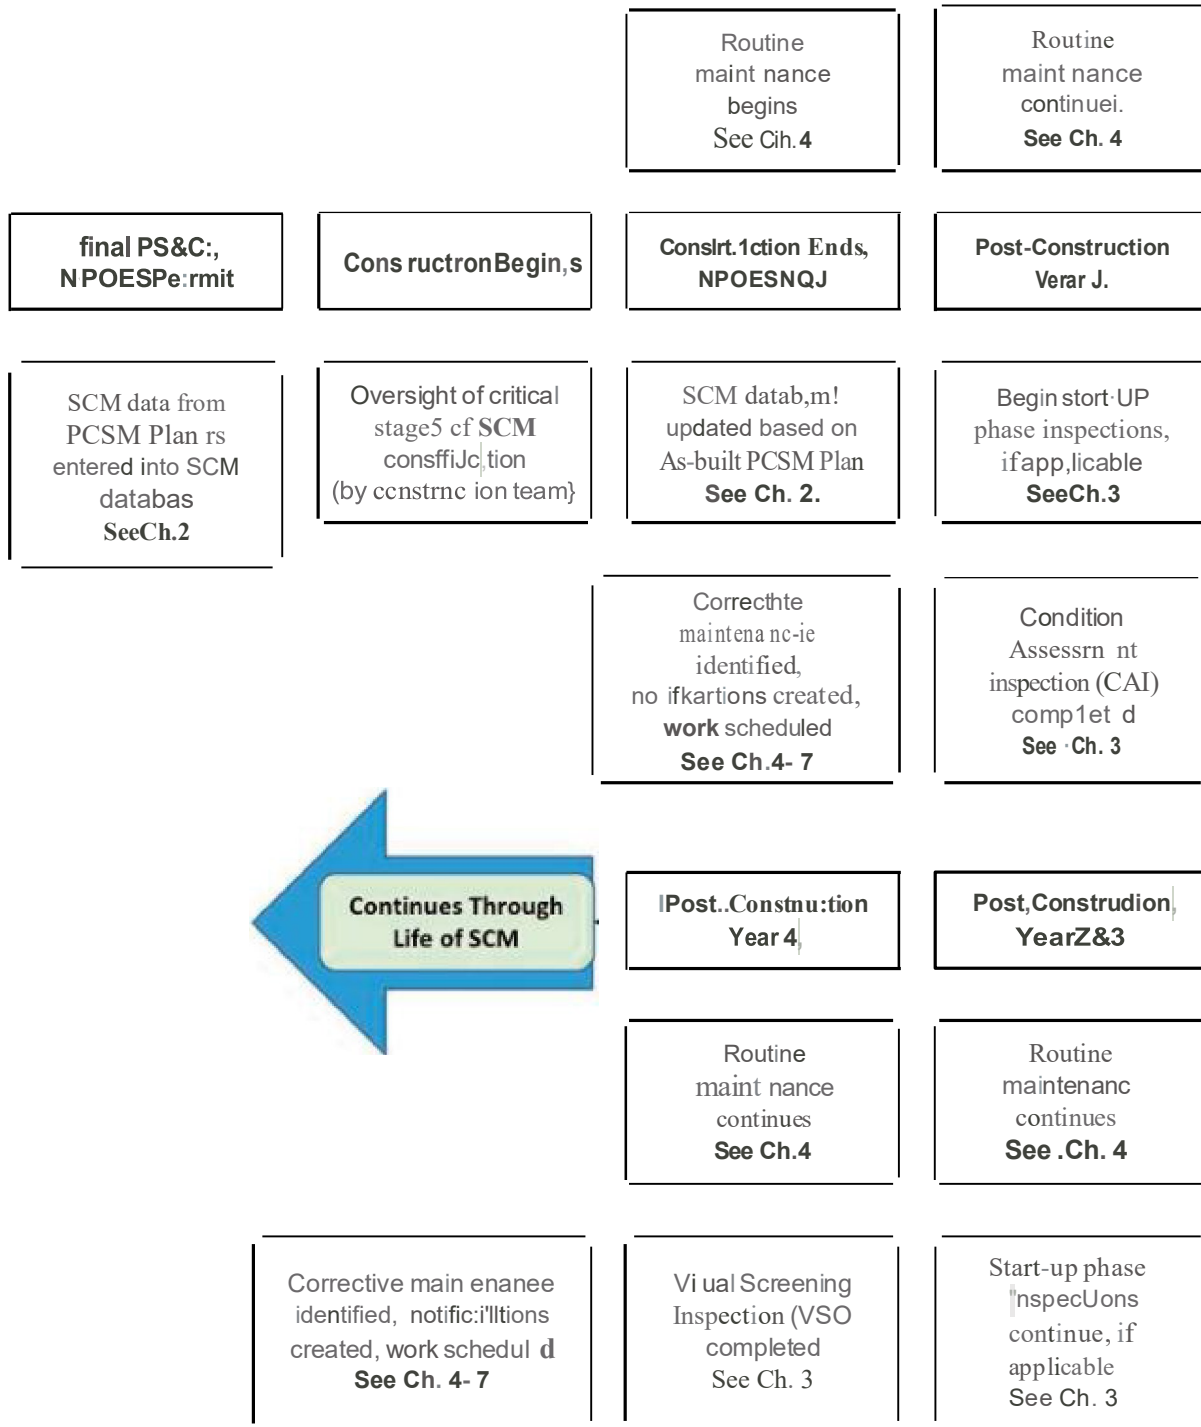 Routine
maint nance
begins
See Cih. 4
Routine
maint nance
continuei.
See Ch. 4
final PS&C:,
N POESPe:rmit
Cons ructronBegin,s
Conslrt.1ction Ends,
NPOESNQJ
Post-Construction
Verar J.
SCM data from
PCSM Plan rs
entered into SCM
databas
SeeCh.2
Oversight of critical
stage5 cf SCM
consffiJc,tion
(by ccnstrnc ion team}
SCM datab,m!
updated based on
As-built PCSM Plan
See Ch. 2.
Begin stort·UP
phase inspections,
if app,licable
SeeCh.3
Correcthte
maintena nc-ie
identified,
no ifkartions created,
work scheduled
See Ch.4- 7
Condition
Assessrn nt
inspection (CAI)
comp1et d
See ·Ch. 3
Continues Through
Life of SCM
IPost..Constnu:tion
Year 4,
Post,Construdion,
YearZ&3
Routine
maint nance
continues
See Ch.4
Routine
maintenanc
continues
See .Ch. 4
Corrective main enanee
identified, notific:i'lltions
created, work schedul d
See Ch. 4- 7
Vi ual Screening
Inspection (VSO
completed
See Ch. 3
Start-up phase
"nspecUons
continue, if
applicable
See Ch. 3